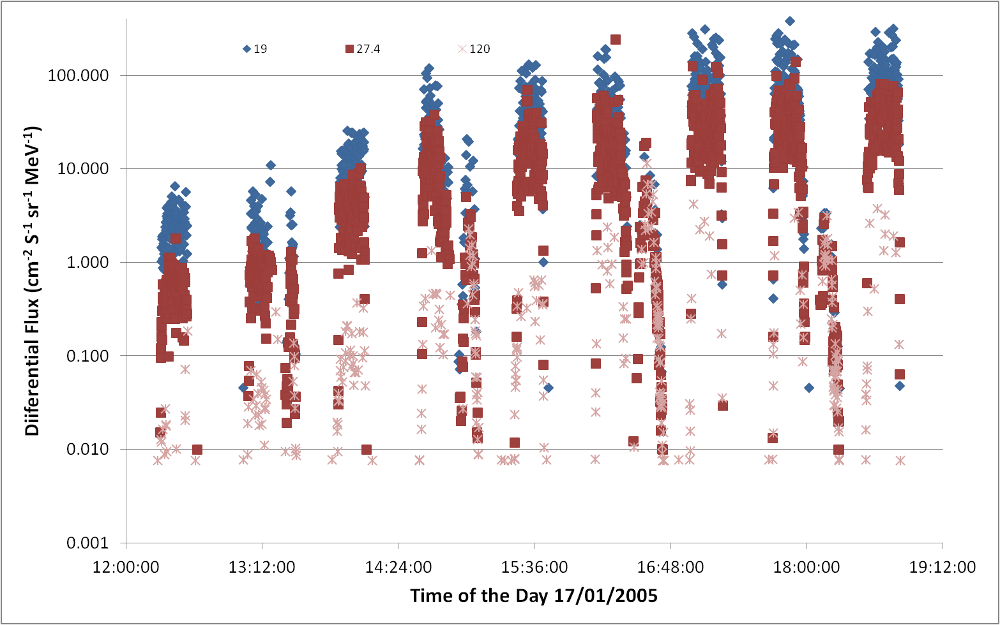 19 27.4 120
100.000
10.000
1.000
0.100
0.010
0.001
Diiferential Flux (cm⁻² S⁻¹ sr⁻¹ MeV⁻¹)
12:00:00 13:12:00 14:24:00 15:36:00 16:48:00 18:00:00 19:12:00
Time of the Day 17/01/2005